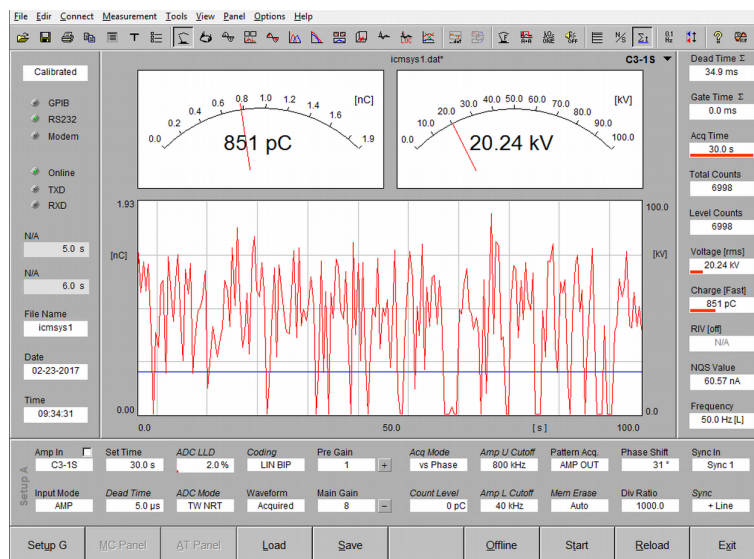 File Edit Connect Measurement Tools View Panel Options Help
icmsys1.dat* C3-1S
Calibrated
GPIB
RS232
Modem
Online
TXD
RXD
N/A
5.0 s
N/A
6.0 s
File Name
icmsys1
Date
02-23-2017
Time
09:34:31
0.0 0.2 0.4 0.6 0.8 1.0 1.2 1.4 1.6 1.9 [nC]
851 pC
0.0 10.0 20.0 30.0 40.0 50.0 60.0 70.0 80.0 90.0 100.0 [kV]
20.24 kV
1.93 100.0
[nC] [kV]
0.00 0.0
0.0 50.0 [s] 100.0
Dead Time Σ
34.9 ms
Gate Time Σ
0.0 ms
Acq Time
30.0 s
Total Counts
6998
Level Counts
6998
Voltage [rms]
20.24 kV
Charge [Fast]
851 pC
RIV [off]
N/A
NQS Value
60.57 nA
Frequency
50.0 Hz [L]
Setup A
Amp In Set Time ADC LLD Coding Pre Gain Acq Mode Amp U Cutoff Pattern Acq. Phase Shift Sync In
C3-1S 30.0 s 2.0 % LIN BIP 1 + vs Phase 800 kHz AMP OUT 31 ° Sync 1
Input Mode Dead Time ADC Mode Waveform Main Gain Count Level Amp L Cutoff Mem Erase Div Ratio Sync
AMP 5.0 µs TW NRT Acquired 8 – 0 pC 40 kHz Auto 1000.0 + Line
Setup G MC Panel AT Panel Load Save Offline Start Reload Exit